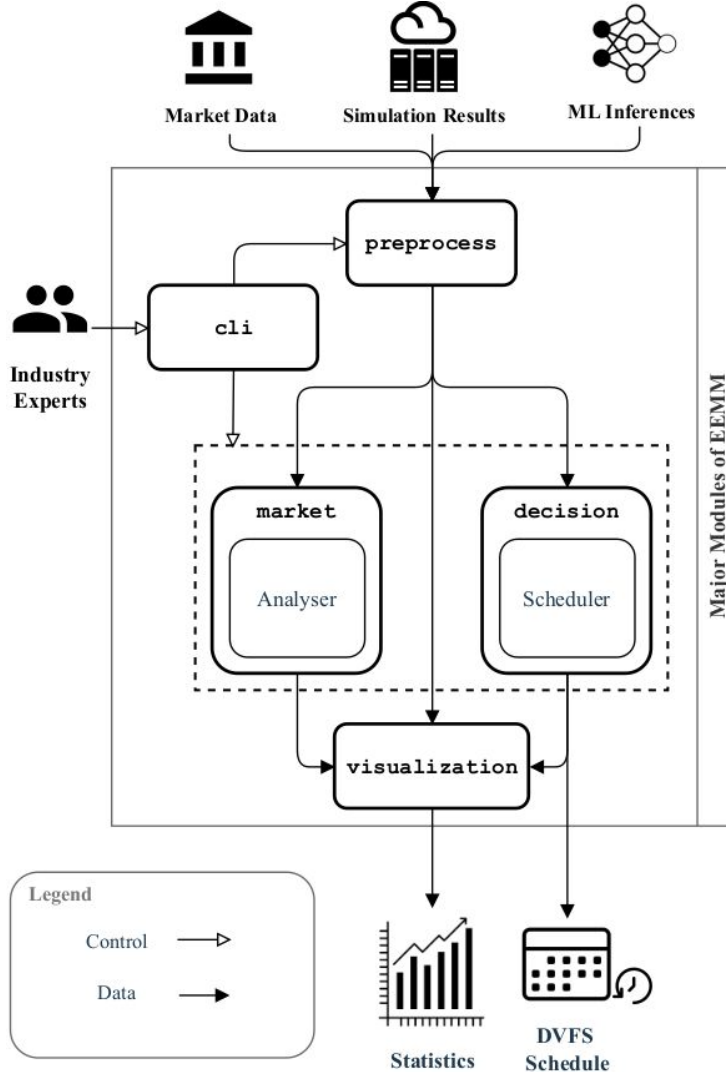 Market Data
Simulation Results
ML Inferences
preprocess
cli
Industry
Experts
market
decision
Analyser
Scheduler
visualization
Major Modules of EEMM
Legend
Control
Data
Statistics
DVFS
Schedule